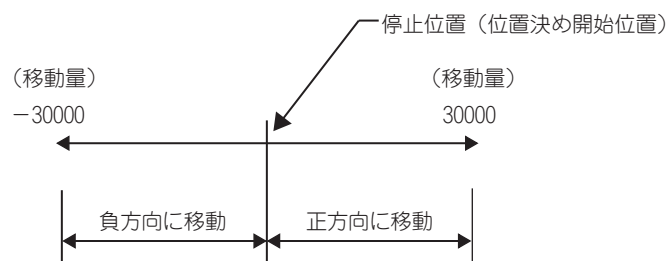 停止位置（位置決め開始位置）
（移動量）
－30000
（移動量）
30000
負方向に移動
正方向に移動